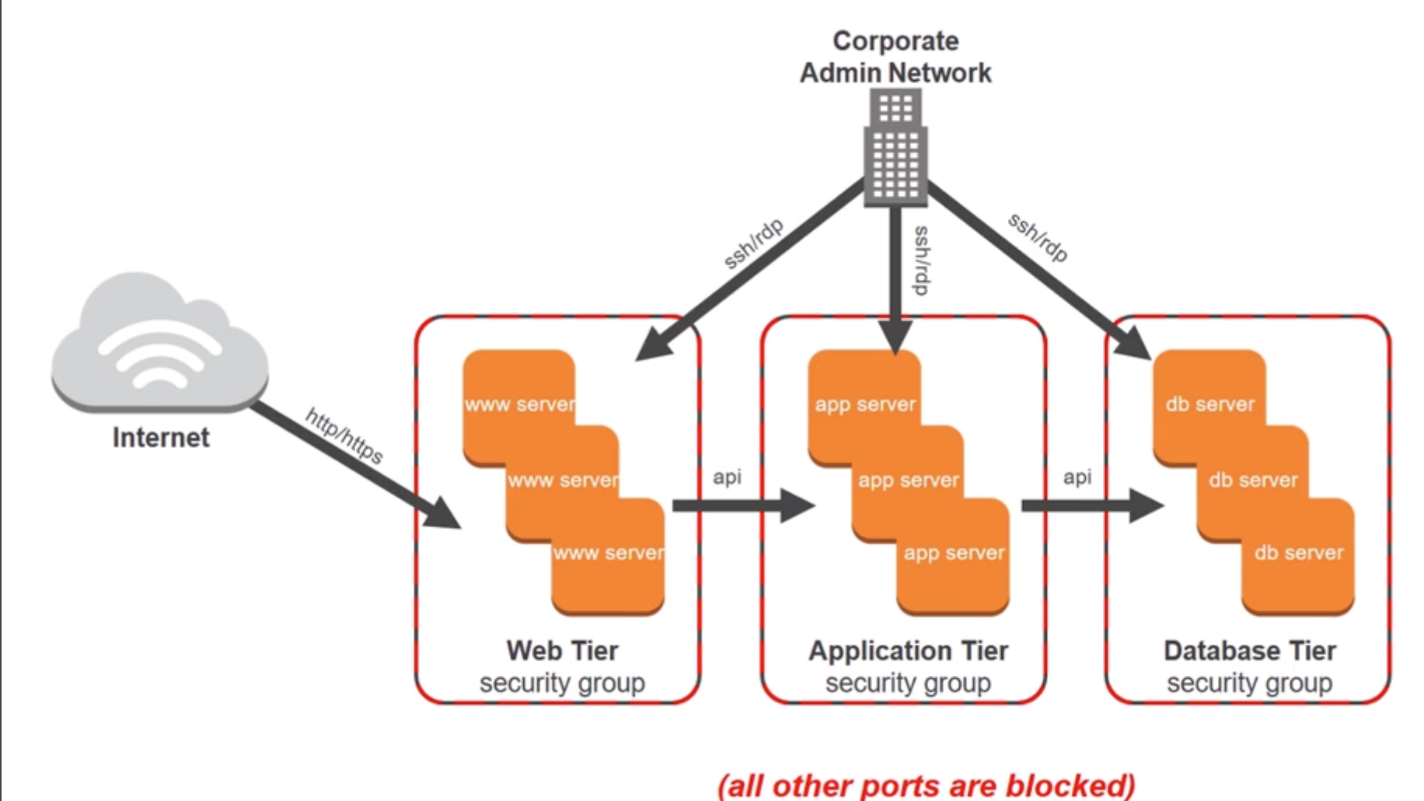 Corporate
Admin Network
ssh/rdp
ssh/rdp
ssh/rdp
Internet
http/https
www server
www server
www server
api
app server
app server
app server
api
db server
db server
db server
Web Tier
security group
Application Tier
security group
Database Tier
security group
(all other ports are blocked)